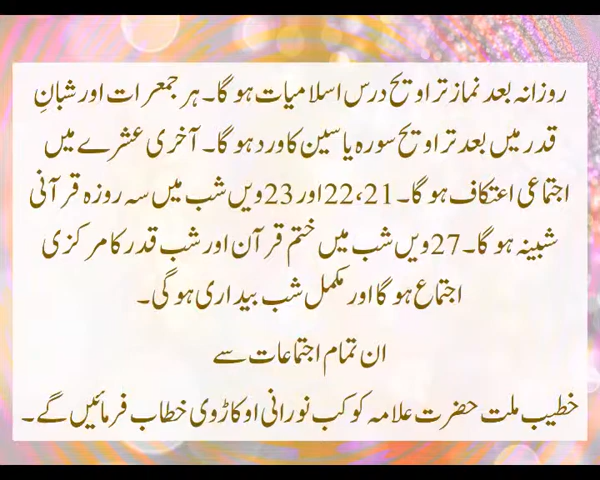 روزانہ بعد نماز تراویح درس اسلامیات ہو گا۔ ہر جمعرات اور شبانِ
قدر میں بعد تراویح سورہ یاسین کا ورد ہو گا۔ آخری عشرے میں
اجتماعی اعتکاف ہو گا۔ 21، 22 اور 23 ویں شب میں سہ روزہ قرآنی
شبینہ ہو گا۔ 27 ویں شب میں ختم قرآن اور شب قدر کا مرکزی
اجتماع ہو گا اور مکمل شب بیداری ہو گی۔
ان تمام اجتماعات سے
خطیب ملت حضرت علامہ کوکب نورانی اوکاڑوی خطاب فرمائیں گے۔